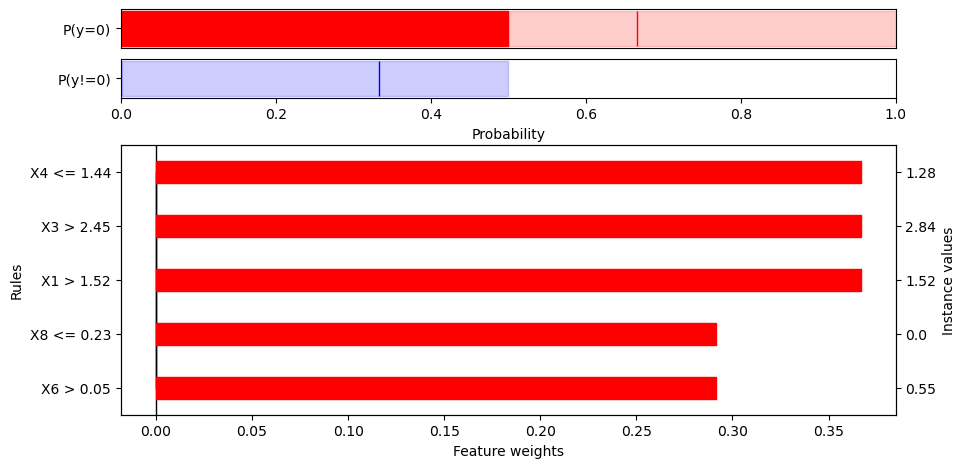 P(y=0)
P(y!=0)
0.0 0.2 0.4 0.6 0.8 1.0
Probability
X4 <= 1.44 1.28
X3 > 2.45 2.84
X1 > 1.52 1.52
X8 <= 0.23 0.0
X6 > 0.05 0.55
Rules
Instance values
0.00 0.05 0.10 0.15 0.20 0.25 0.30 0.35
Feature weights